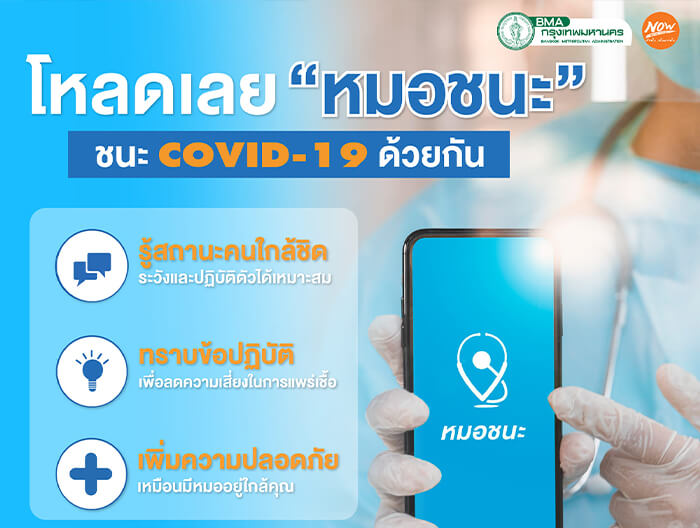 BMA
กรุงเทพมหานคร
BANGKOK METROPOLITAN ADMINISTRATION
NOW
โหลดเลย “หมอชนะ”
ชนะ COVID-19 ด้วยกัน
รู้สถานะคนใกล้ชิด
ระวังและปฏิบัติตัวได้เหมาะสม
ทราบข้อปฏิบัติ
เพื่อลดความเสี่ยงในการแพร่เชื้อ
เพิ่มความปลอดภัย
เหมือนมีหมออยู่ใกล้คุณ
หมอชนะ